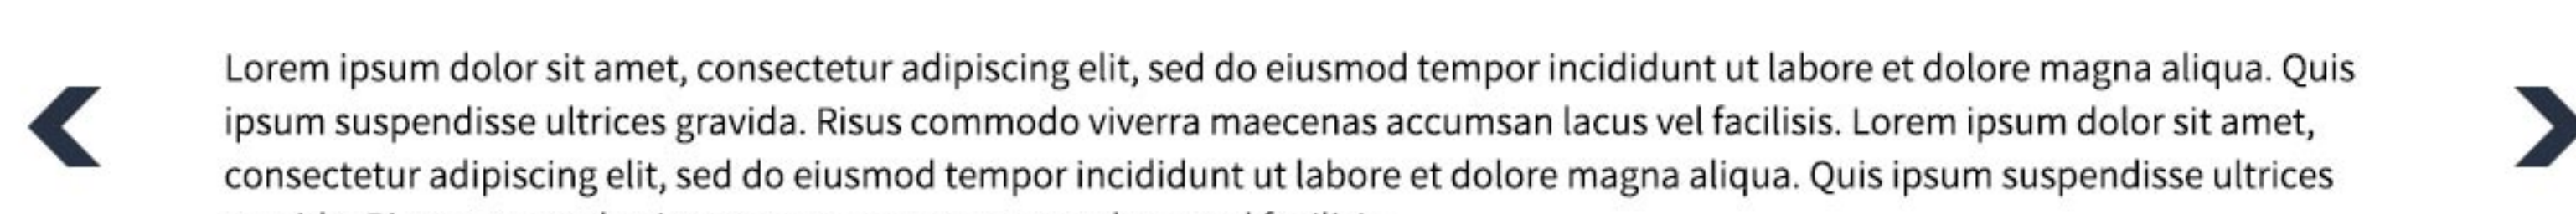 Lorem ipsum dolor sit amet, consectetur adipiscing elit, sed do eiusmod tempor incididunt ut labore et dolore magna aliqua. Quis
ipsum suspendisse ultrices gravida. Risus commodo viverra maecenas accumsan lacus vel facilisis. Lorem ipsum dolor sit amet,
consectetur adipiscing elit, sed do eiusmod tempor incididunt ut labore et dolore magna aliqua. Quis ipsum suspendisse ultrices